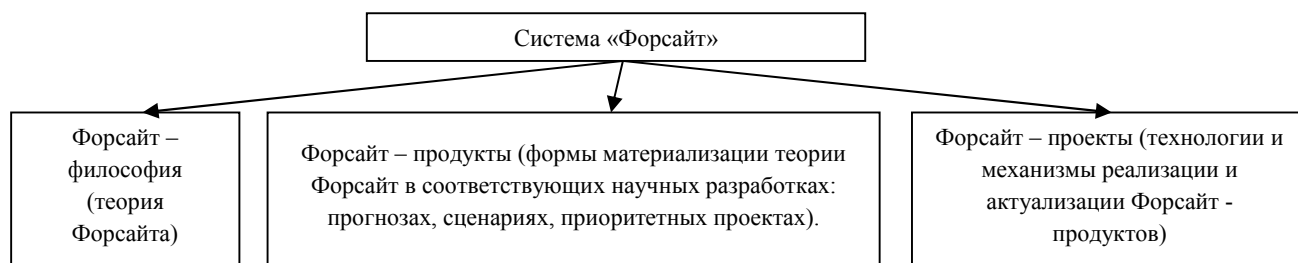 Система «Форсайт»
Форсайт –
философия
(теория
Форсайта)
Форсайт – продукты (формы материализации теории
Форсайт в соответствующих научных разработках:
прогнозах, сценариях, приоритетных проектах).
Форсайт – проекты (технологии и
механизмы реализации и
актуализации Форсайт -
продуктов)